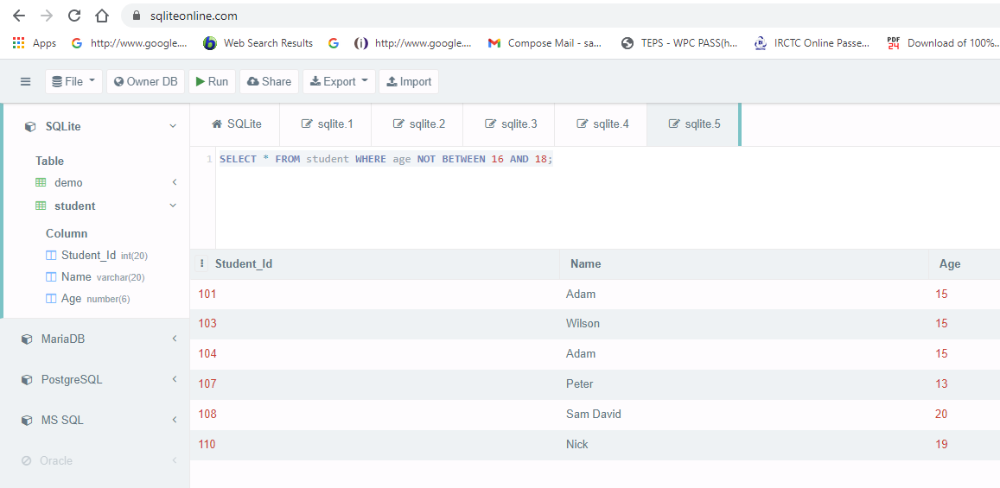 sqliteonline.com
Apps http://www.google.... Web Search Results http://www.google.... Compose Mail - sa... TEPS - WPC PASS(h... IRCTC Online Passe... PDF 24 Download of 100%...
File Owner DB Run Share Export Import
SQLite
SQLite sqlite.1 sqlite.2 sqlite.3 sqlite.4 sqlite.5
Table
demo
student
Column
Student_Id int(20)
Name varchar(20)
Age number(6)
MariaDB
PostgreSQL
MS SQL
Oracle
1 SELECT * FROM student WHERE age NOT BETWEEN 16 AND 18;
Student_Id Name Age
101 Adam 15
103 Wilson 15
104 Adam 15
107 Peter 13
108 Sam David 20
110 Nick 19